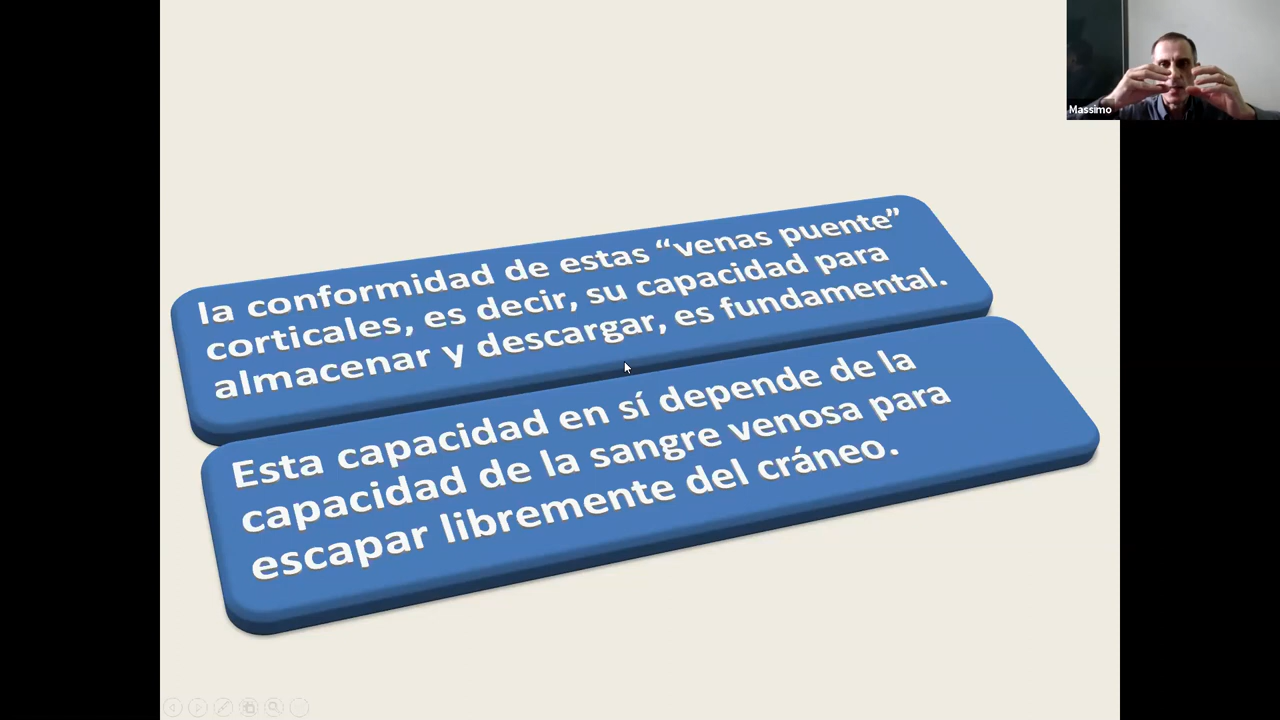 Massimo
la conformidad de estas “venas puente”
corticales, es decir, su capacidad para
almacenar y descargar, es fundamental.
Esta capacidad en sí depende de la
capacidad de la sangre venosa para
escapar libremente del cráneo.